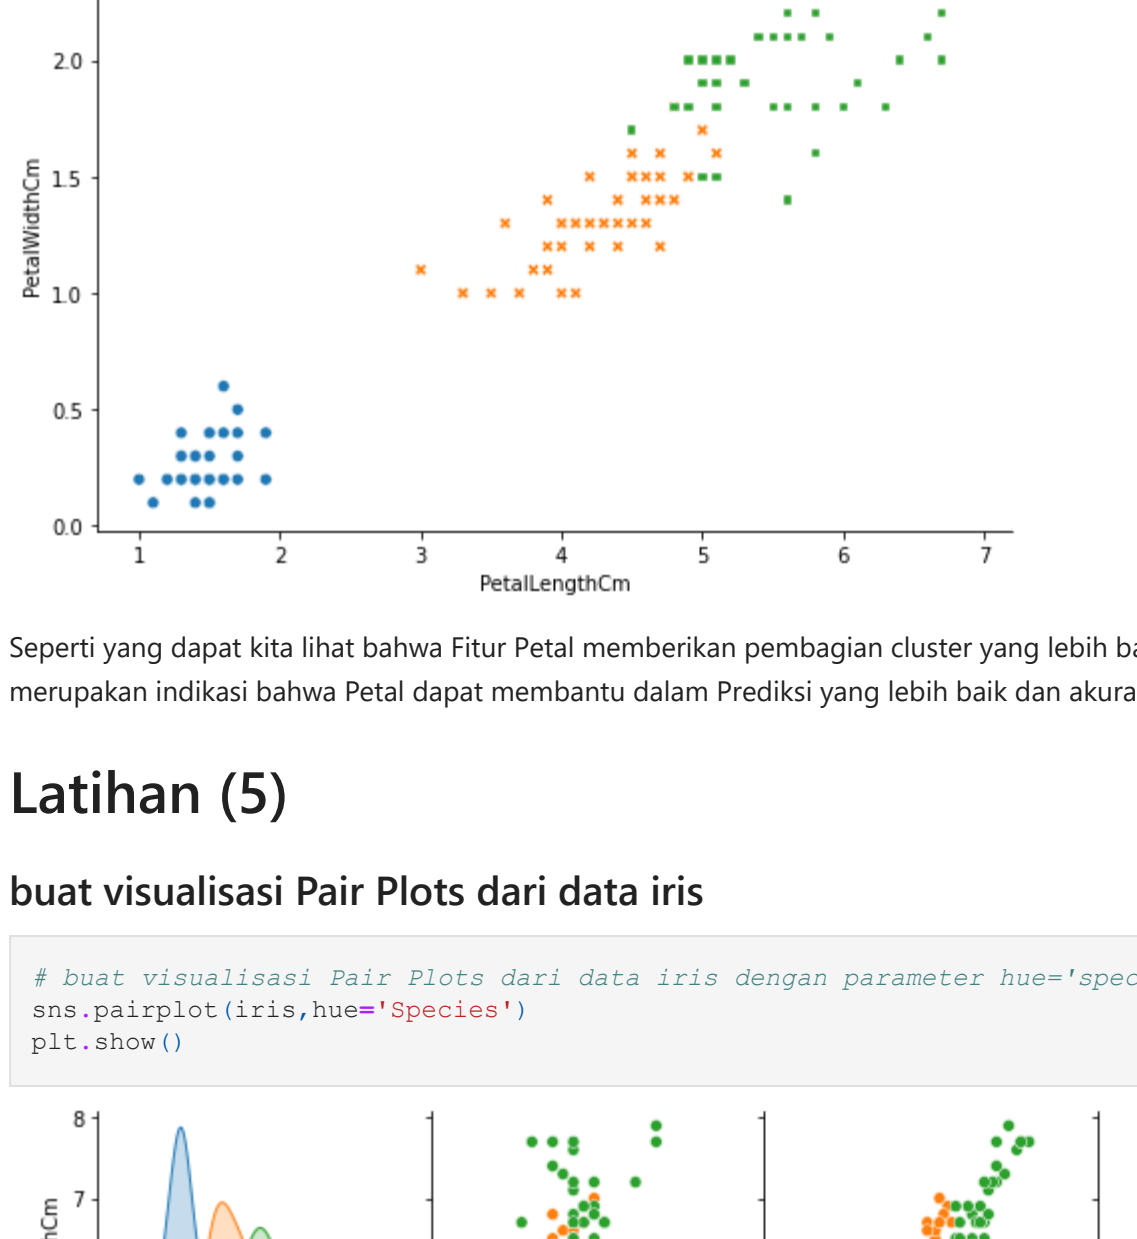 2.0
1.5
1.0
0.5
0.0
PetalWidthCm
1 2 3 4 5 6 7
PetalLengthCm
Seperti yang dapat kita lihat bahwa Fitur Petal memberikan pembagian cluster yang lebih
merupakan indikasi bahwa Petal dapat membantu dalam Prediksi yang lebih baik dan
Latihan (5)
buat visualisasi Pair Plots dari data iris
# buat visualisasi Pair Plots dari data iris dengan parameter hue='spec
sns.pairplot(iris,hue='Species')
plt.show()
8
7
hCm